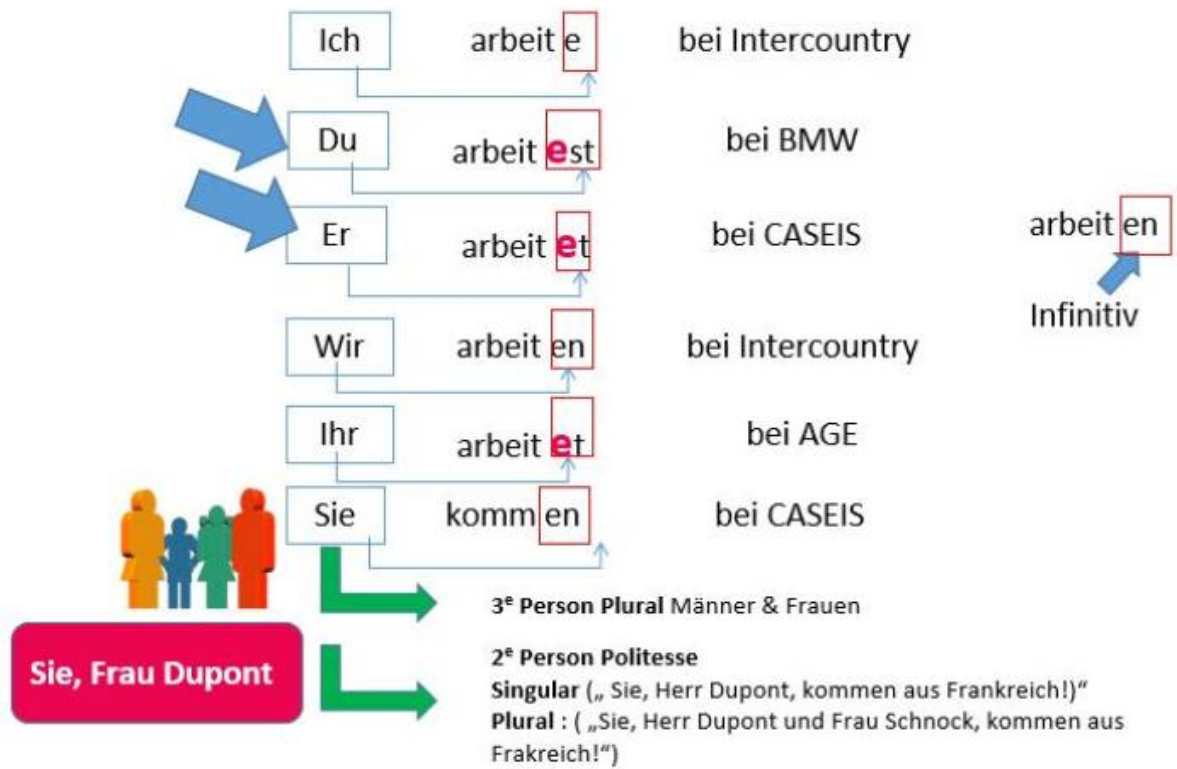 Ich arbeit e bei Intercountry
Du arbeit est bei BMW
Er arbeit et bei CASEIS
arbeit en
Infinitiv
Wir arbeit en bei Intercountry
Ihr arbeit et bei AGE
Sie komm en bei CASEIS
3e Person Plural Männer & Frauen
Sie, Frau Dupont
2e Person Politesse
Singular („ Sie, Herr Dupont, kommen aus Frankreich!)“
Plural : ( „Sie, Herr Dupont und Frau Schnock, kommen aus
Frakreich!“)